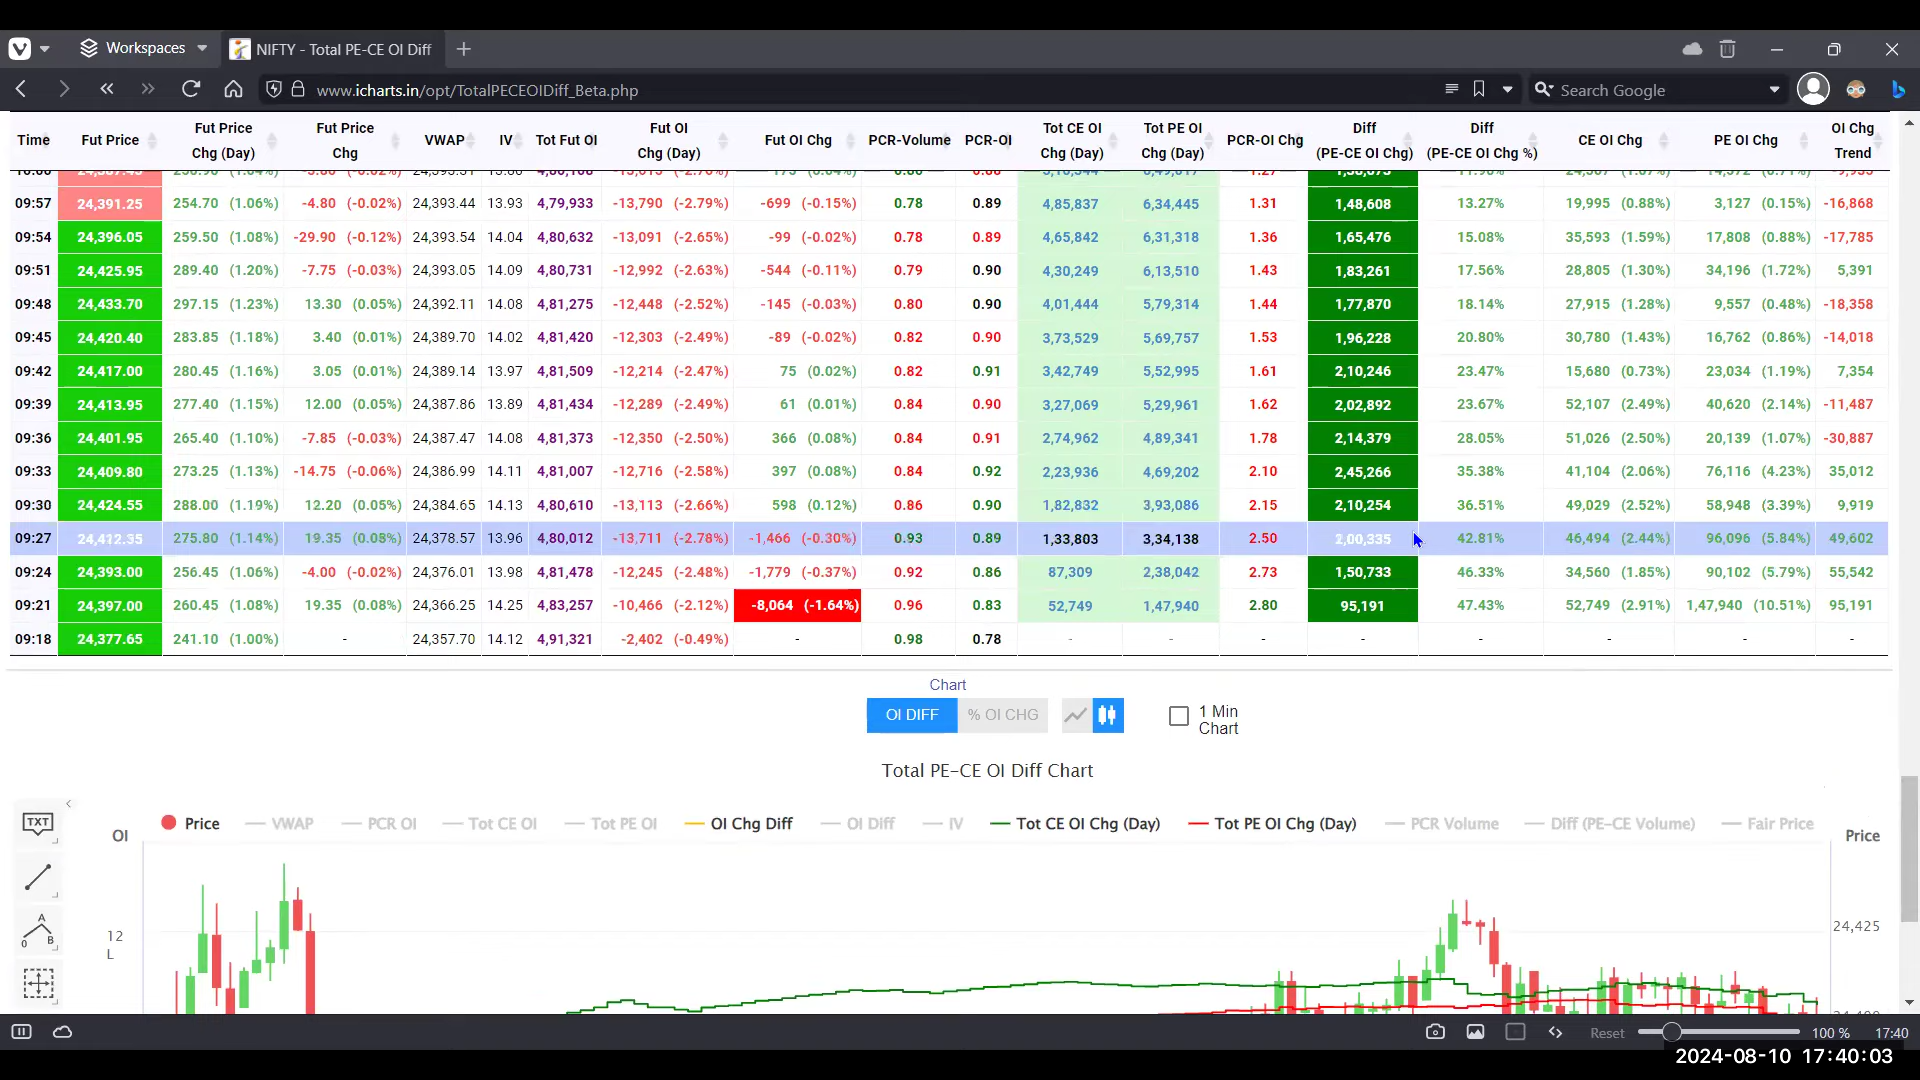 Workspaces
NIFTY - Total PE-CE OI Diff
www.icharts.in/opt/TotalPECEOIDiff_Beta.php
Search Google
Time Fut Price Fut Price Chg (Day) Fut Price Chg VWAP IV Tot Fut OI Fut OI Chg (Day) Fut OI Chg PCR-Volume PCR-OI Tot CE OI Chg (Day) Tot PE OI Chg (Day) PCR-OI Chg Diff (PE-CE OI Chg) Diff (PE-CE OI Chg %) CE OI Chg PE OI Chg OI Chg Trend
09:57 24,391.25 254.70 (1.06%) -4.80 (-0.02%) 24,393.44 13.93 4,79,933 -13,790 (-2.79%) -699 (-0.15%) 0.78 0.89 4,85,837 6,34,445 1.31 1,48,608 13.27% 19,995 (0.88%) 3,127 (0.15%) -16,868
09:54 24,396.05 259.50 (1.08%) -29.90 (-0.12%) 24,393.54 14.04 4,80,632 -13,091 (-2.65%) -99 (-0.02%) 0.78 0.89 4,65,842 6,31,318 1.36 1,65,476 15.08% 35,593 (1.59%) 17,808 (0.88%) -17,785
09:51 24,425.95 289.40 (1.20%) -7.75 (-0.03%) 24,393.05 14.09 4,80,731 -12,992 (-2.63%) -544 (-0.11%) 0.79 0.90 4,30,249 6,13,510 1.43 1,83,261 17.56% 28,805 (1.30%) 34,196 (1.72%) 5,391
09:48 24,433.70 297.15 (1.23%) 13.30 (0.05%) 24,392.11 14.08 4,81,275 -12,448 (-2.52%) -145 (-0.03%) 0.80 0.90 4,01,444 5,79,314 1.44 1,77,870 18.14% 27,915 (1.28%) 9,557 (0.48%) -18,358
09:45 24,420.40 283.85 (1.18%) 3.40 (0.01%) 24,389.70 14.02 4,81,420 -12,303 (-2.49%) -89 (-0.02%) 0.82 0.90 3,73,529 5,69,757 1.53 1,96,228 20.80% 30,780 (1.43%) 16,762 (0.86%) -14,018
09:42 24,417.00 280.45 (1.16%) 3.05 (0.01%) 24,389.14 13.97 4,81,509 -12,214 (-2.47%) 75 (0.02%) 0.82 0.91 3,42,749 5,52,995 1.61 2,10,246 23.47% 15,680 (0.73%) 23,034 (1.19%) 7,354
09:39 24,413.95 277.40 (1.15%) 12.00 (0.05%) 24,387.86 13.89 4,81,434 -12,289 (-2.49%) 61 (0.01%) 0.84 0.90 3,27,069 5,29,961 1.62 2,02,892 23.67% 52,107 (2.49%) 40,620 (2.14%) -11,487
09:36 24,401.95 265.40 (1.10%) -7.85 (-0.03%) 24,387.47 14.08 4,81,373 -12,350 (-2.50%) 366 (0.08%) 0.84 0.91 2,74,962 4,89,341 1.78 2,14,379 28.05% 51,026 (2.50%) 20,139 (1.07%) -30,887
09:33 24,409.80 273.25 (1.13%) -14.75 (-0.06%) 24,386.99 14.11 4,81,007 -12,716 (-2.58%) 397 (0.08%) 0.84 0.92 2,23,936 4,69,202 2.10 2,45,266 35.38% 41,104 (2.06%) 76,116 (4.23%) 35,012
09:30 24,424.55 288.00 (1.19%) 12.20 (0.05%) 24,384.65 14.13 4,80,610 -13,113 (-2.66%) 598 (0.12%) 0.86 0.90 1,82,832 3,93,086 2.15 2,10,254 36.51% 49,029 (2.52%) 58,948 (3.39%) 9,919
09:27 24,412.35 275.80 (1.14%) 19.35 (0.08%) 24,378.57 13.96 4,80,012 -13,711 (-2.78%) -1,466 (-0.30%) 0.93 0.89 1,33,803 3,34,138 2.50 2,00,335 42.81% 46,494 (2.44%) 96,096 (5.84%) 49,602
09:24 24,393.00 256.45 (1.06%) -4.00 (-0.02%) 24,376.01 13.98 4,81,478 -12,245 (-2.48%) -1,779 (-0.37%) 0.92 0.86 87,309 2,38,042 2.73 1,50,733 46.33% 34,560 (1.85%) 90,102 (5.79%) 55,542
09:21 24,397.00 260.45 (1.08%) 19.35 (0.08%) 24,366.25 14.25 4,83,257 -10,466 (-2.12%) -8,064 (-1.64%) 0.96 0.83 52,749 1,47,940 2.80 95,191 47.43% 52,749 (2.91%) 1,47,940 (10.51%) 95,191
09:18 24,377.65 241.10 (1.00%) - 24,357.70 14.12 4,91,321 -2,402 (-0.49%) - 0.98 0.78 - - - - - - - -
Chart
OI DIFF % OI CHG 1 Min Chart
Total PE-CE OI Diff Chart
TXT
OI Price VWAP PCR OI Tot CE OI Tot PE OI OI Chg Diff OI Diff IV Tot CE OI Chg (Day) Tot PE OI Chg (Day) PCR Volume Diff (PE-CE Volume) Fair Price Price
A
0 B
12 L
24,425
Reset 100 % 17:40
2024-08-10 17:40:03